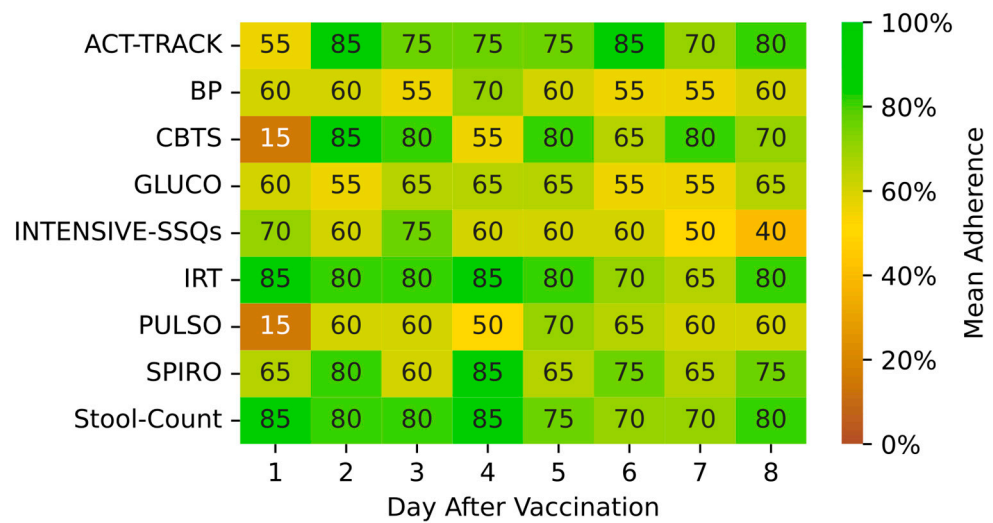 ACT-TRACK 55 85 75 75 75 85 70 80
BP 60 60 55 70 60 55 55 60
CBTS 15 85 80 55 80 65 80 70
GLUCO 60 55 65 65 65 55 55 65
INTENSIVE-SSQs 70 60 75 60 60 60 50 40
IRT 85 80 80 85 80 70 65 80
PULSO 15 60 60 50 70 65 60 60
SPIRO 65 80 60 85 65 75 65 75
Stool-Count 85 80 80 85 75 70 70 80
1 2 3 4 5 6 7 8
Day After Vaccination
100%
80%
60%
40%
20%
0%
Mean Adherence